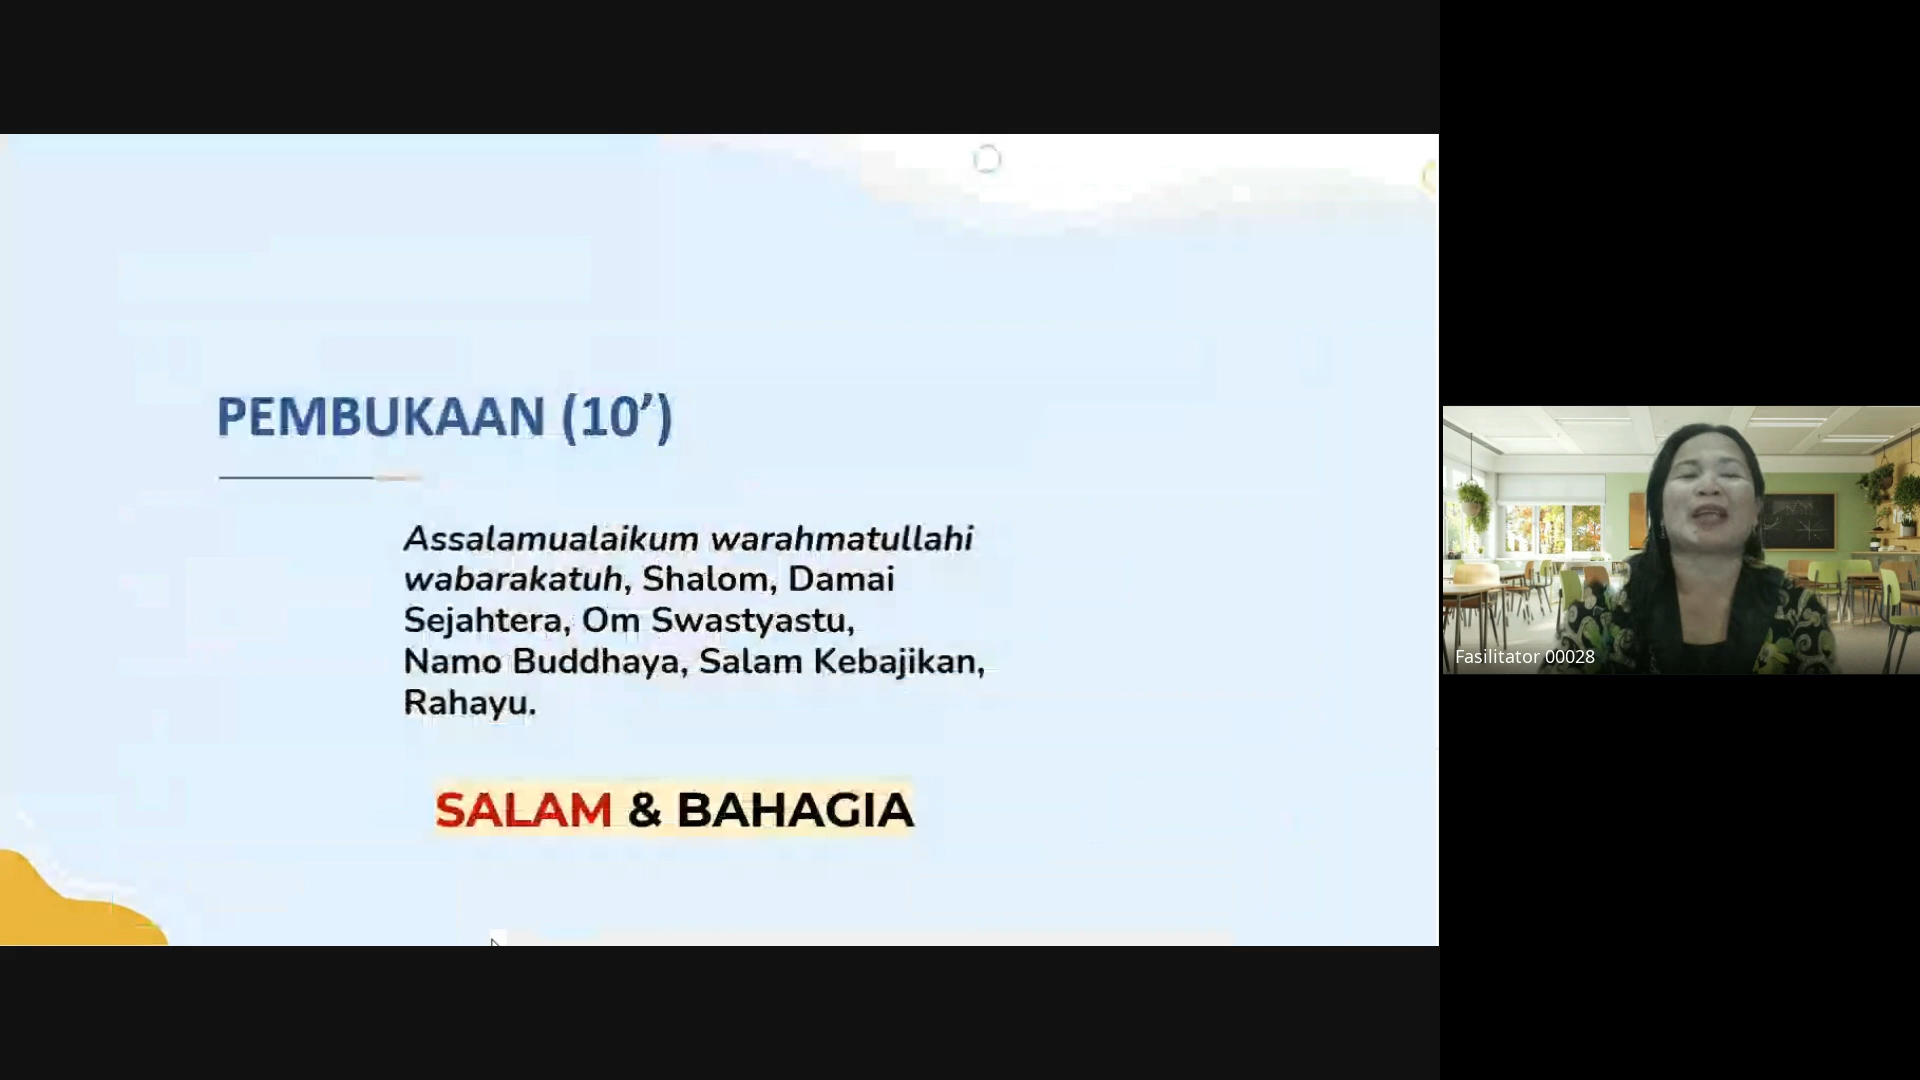 PEMBUKAAN (10’)
Assalamualaikum warahmatullahi
wabarakatuh, Shalom, Damai
Sejahtera, Om Swastyastu,
Namo Buddhaya, Salam Kebajikan,
Rahayu.
SALAM & BAHAGIA
Fasilitator 00028